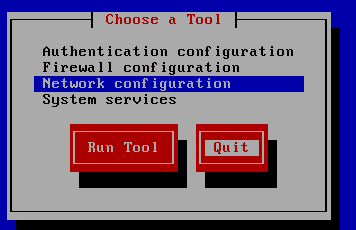 Choose a Tool
Authentication configuration
Firewall configuration
Network configuration
System services
Run Tool Quit